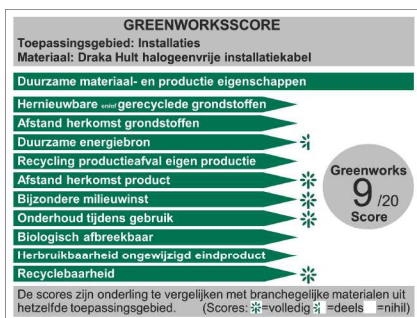 GREENWORKSSCORE
Toepassingsgebied: Installaties
Materiaal: Draka Hult halogeenvrije installatiekabel
Duurzame materiaal- en productie eigenschappen
Hernieuwbare en/of gerecyclede grondstoffen
Afstand herkomst grondstoffen
Duurzame energiebron
Recycling productieafval eigen productie
Afstand herkomst product
Bijzondere milieuwinst
Onderhoud tijdens gebruik
Biologisch afbreekbaar
Herbruikbaarheid ongewijzigd eindproduct
Recyclebaarheid
Greenworks
9 /20
Score
De scores zijn onderling te vergelijken met branchegelijke materialen uit
hetzelfde toepassingsgebied. (Scores: =volledig =deels =nihil)